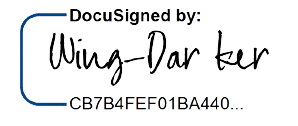 DocuSigned by:
Wing-Dar Ker
CB7B4FEF01BA440...